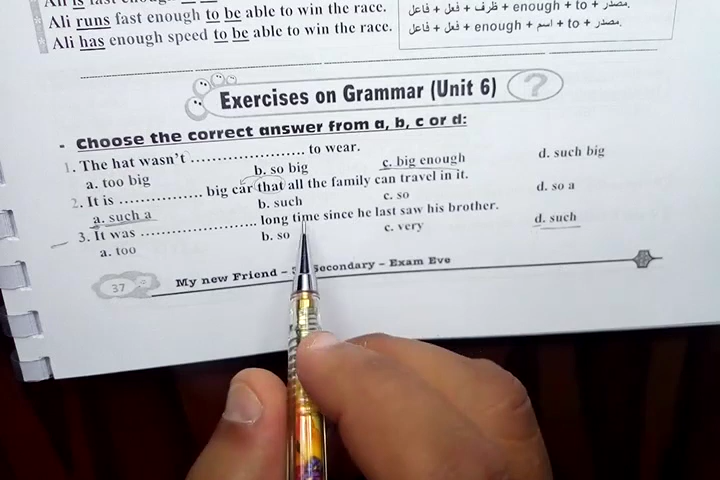 Ali is fast
Ali runs fast enough to be able to win the race.
Ali has enough speed to be able to win the race.
فاعل + فعل + ظرف + enough + to + مصدر.
فاعل + فعل + enough + اسم + to + مصدر.
Exercises on Grammar (Unit 6) ?
- Choose the correct answer from a, b, c or d:
1. The hat wasn't ........................ to wear.
a. too big b. so big c. big enough d. such big
2. It is ................. big car that all the family can travel in it.
a. such a b. such c. so d. so a
3. It was ........................ long time since he last saw his brother.
a. too b. so c. very d. such
37 My new Friend – Secondary – Exam Eve